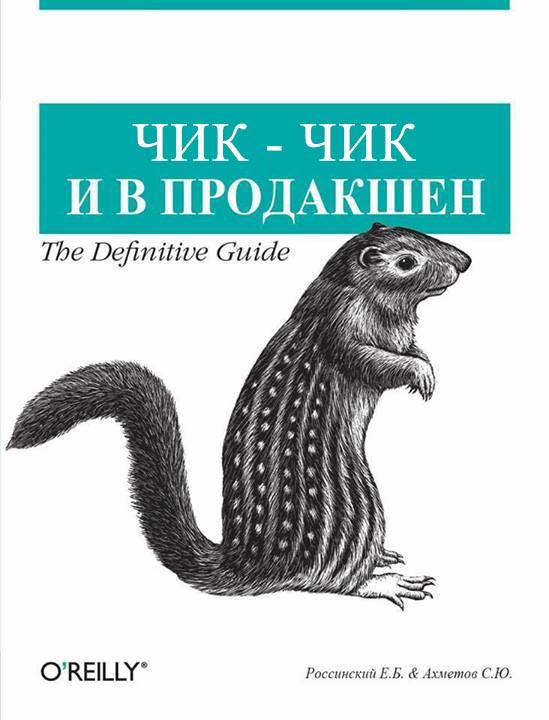 ЧИК - ЧИК
И В ПРОДАКШЕН
The Definitive Guide
O'REILLY®
Россинский Е.Б. & Ахметов С.Ю.